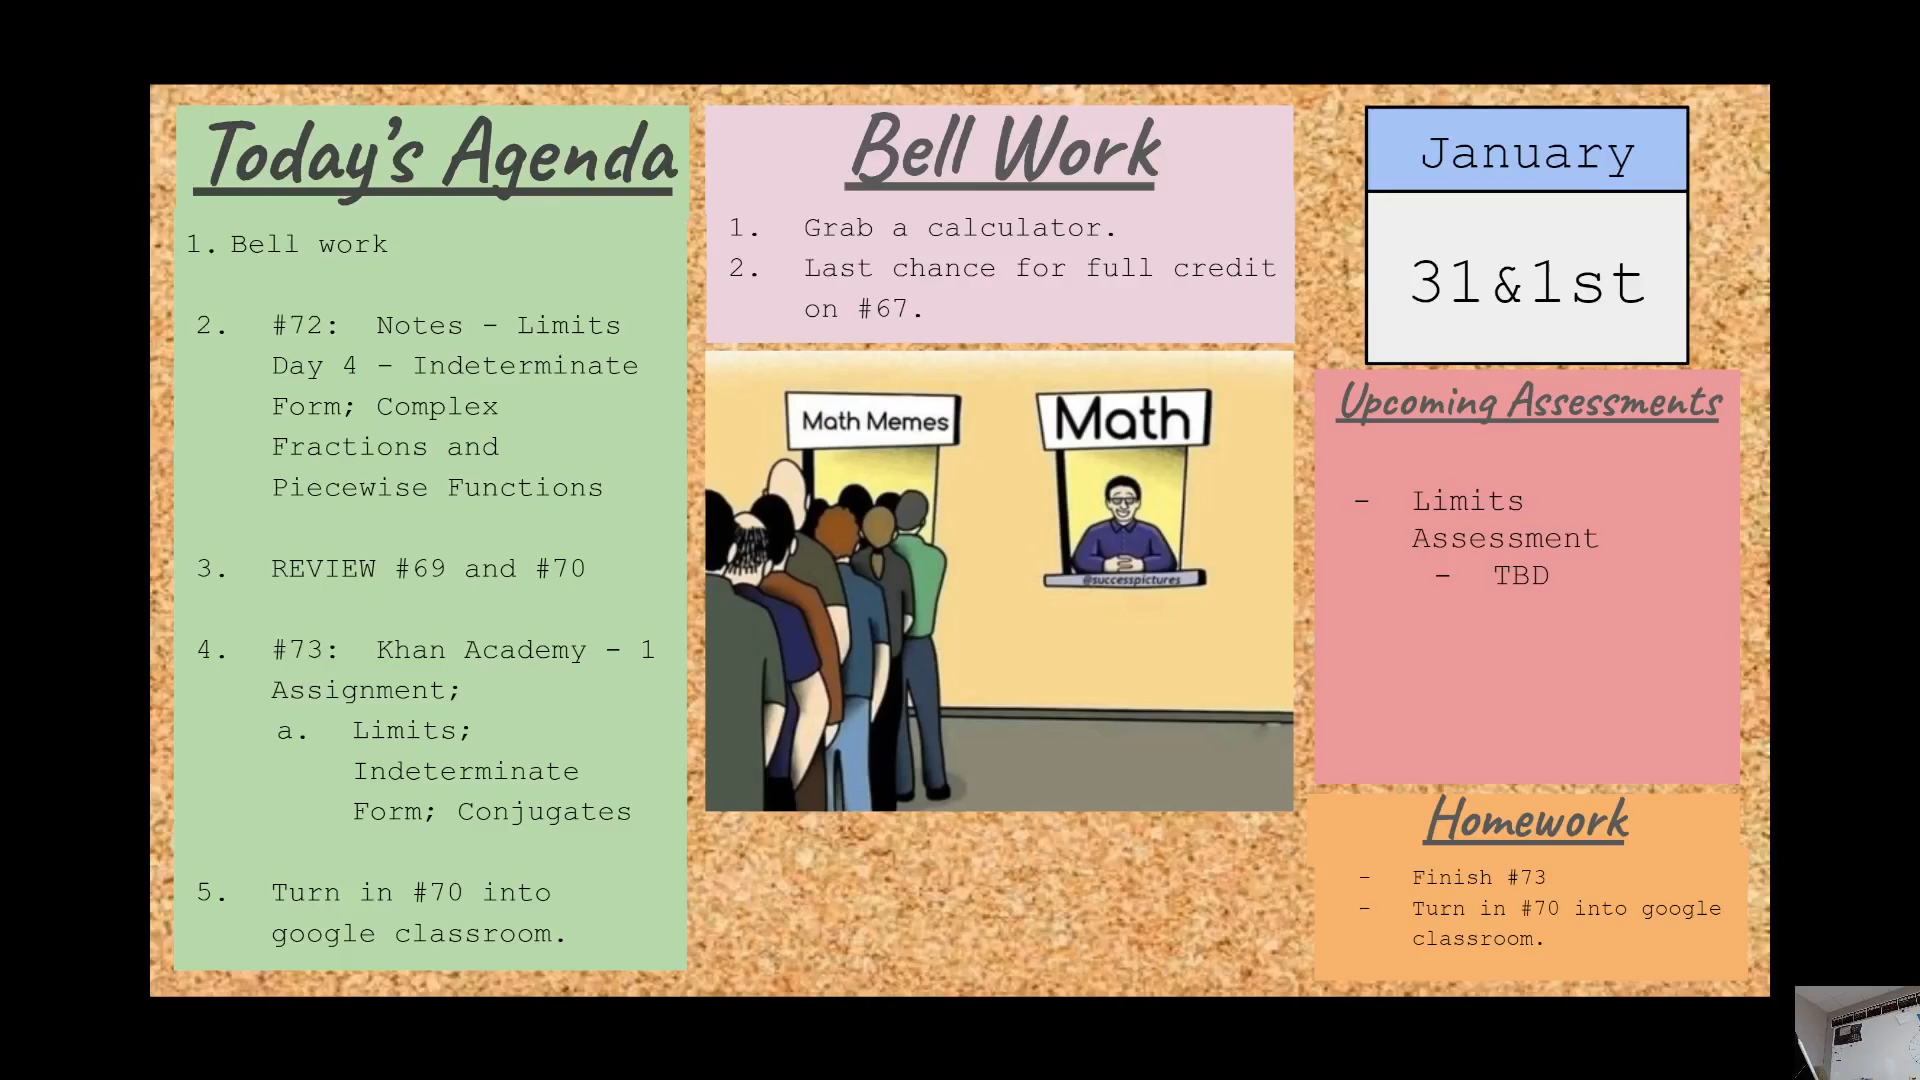 Today's Agenda
1. Bell work
2. #72: Notes - Limits
Day 4 - Indeterminate
Form; Complex
Fractions and
Piecewise Functions
3. REVIEW #69 and #70
4. #73: Khan Academy - 1
Assignment;
a. Limits;
Indeterminate
Form; Conjugates
5. Turn in #70 into
google classroom.
Bell Work
1. Grab a calculator.
2. Last chance for full credit
on #67.
Math Memes
Math
@successpictures
January
31&1st
Upcoming Assessments
- Limits
Assessment
- TBD
Homework
- Finish #73
- Turn in #70 into google
classroom.